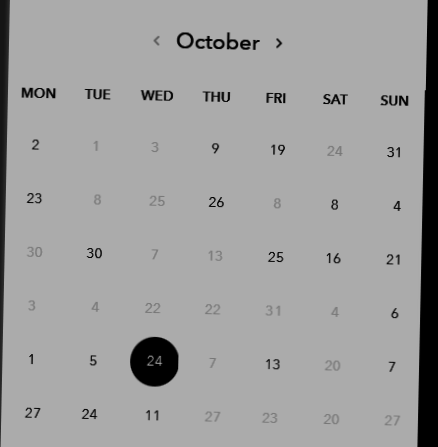 ‹ October ›
MON TUE WED THU FRI SAT SUN
2 1 3 9 19 24 31
23 8 25 26 8 8 4
30 30 7 13 25 16 21
3 4 22 22 31 4 6
1 5 24 7 13 20 7
27 24 11 27 23 20 27